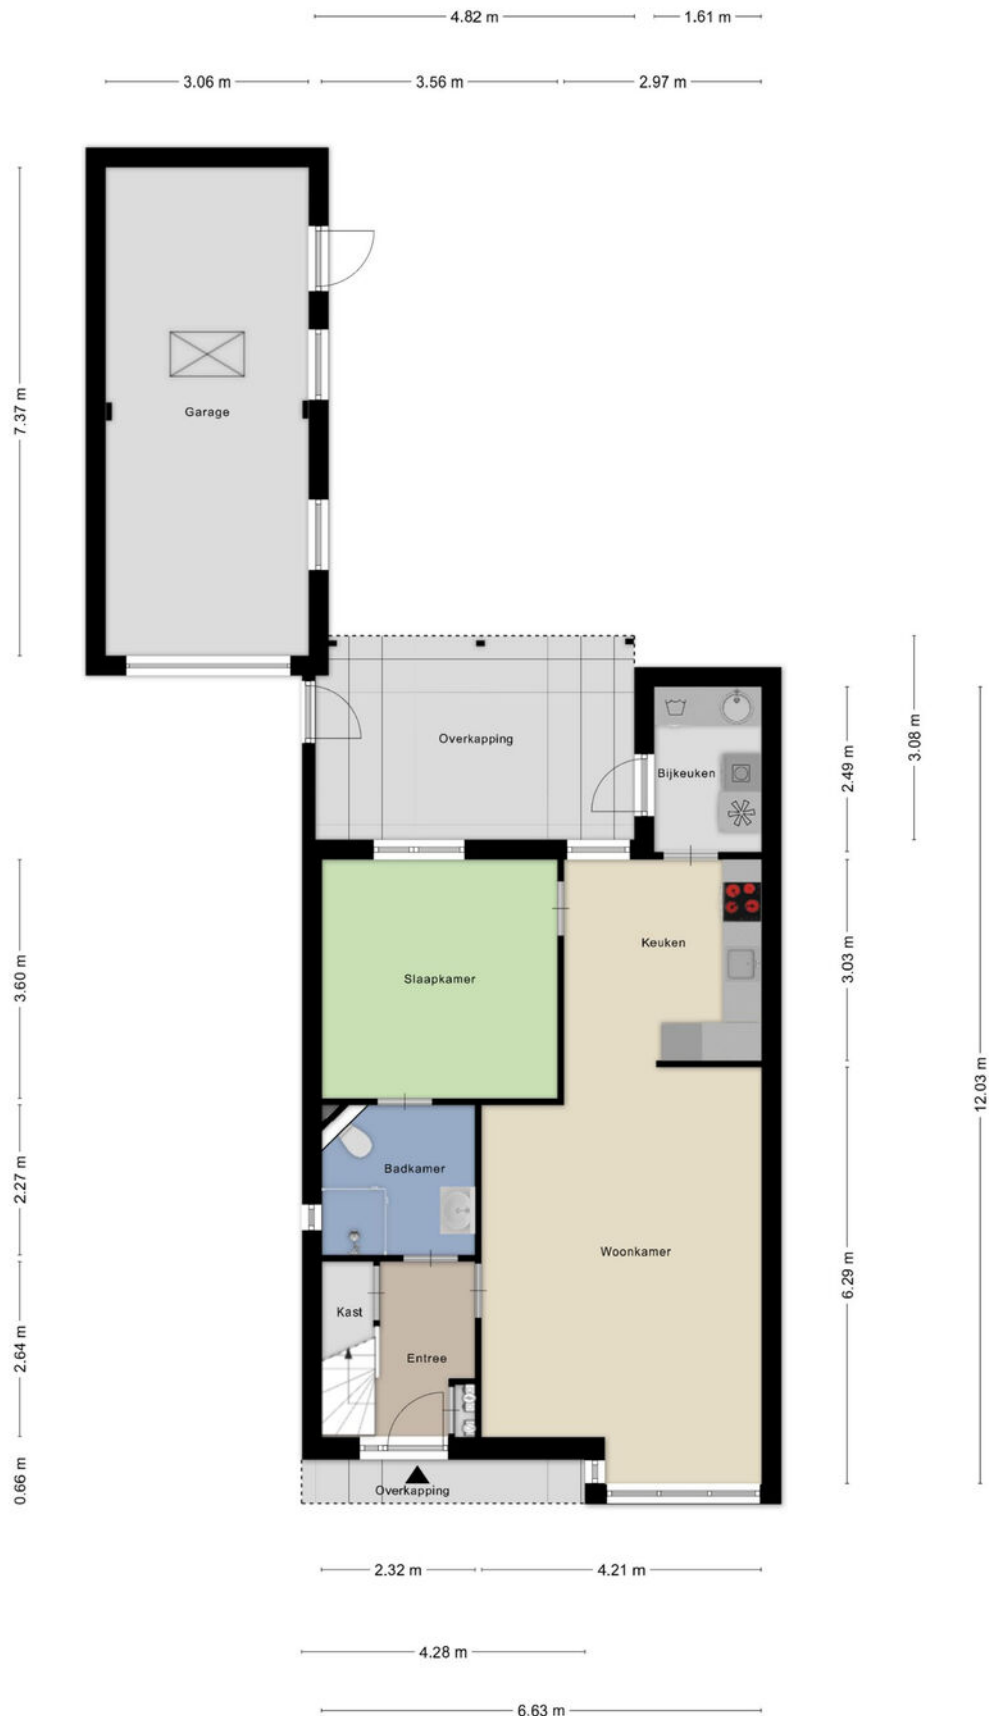 4.82 m
1.61 m
3.06 m
3.56 m
2.97 m
7.37 m
Garage
Overkapping
Bijkeuken
2.49 m
3.08 m
Keuken
3.03 m
Slaapkamer
3.60 m
12.03 m
Badkamer
2.27 m
Woonkamer
6.29 m
Kast
Entree
2.64 m
Overkapping
0.66 m
2.32 m
4.21 m
4.28 m
6.63 m